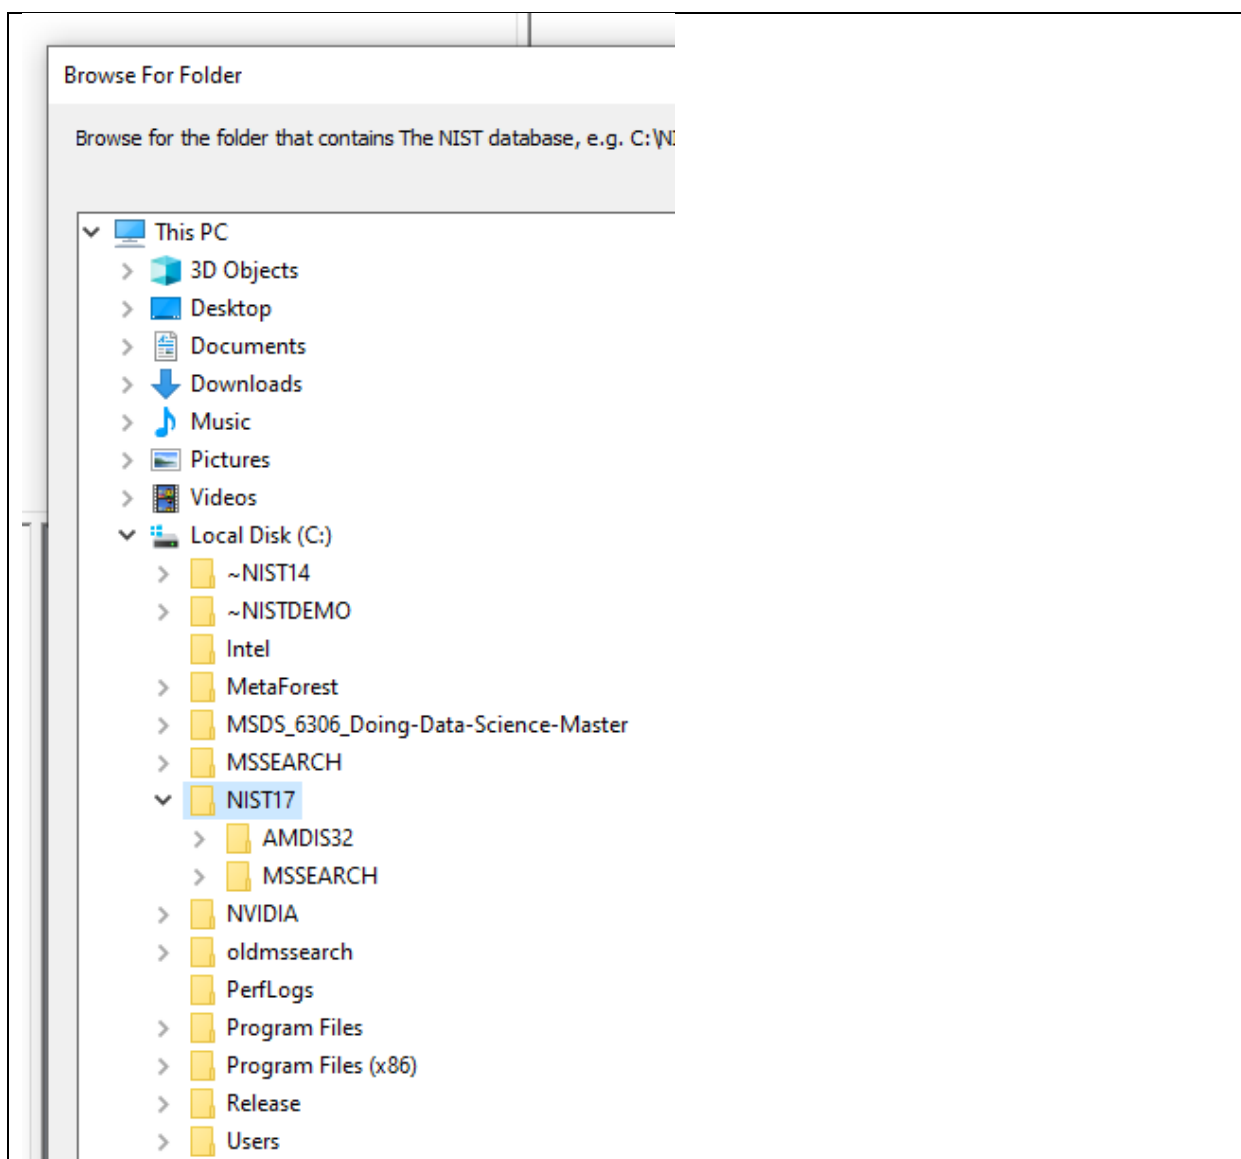 Browse For Folder
Browse for the folder that contains The NIST database, e.g. C:\NI
This PC
3D Objects
Desktop
Documents
Downloads
Music
Pictures
Videos
Local Disk (C:)
~NIST14
~NISTDEMO
Intel
MetaForest
MSDS_6306_Doing-Data-Science-Master
MSSEARCH
NIST17
AMDIS32
MSSEARCH
NVIDIA
oldmssearch
PerfLogs
Program Files
Program Files (x86)
Release
Users